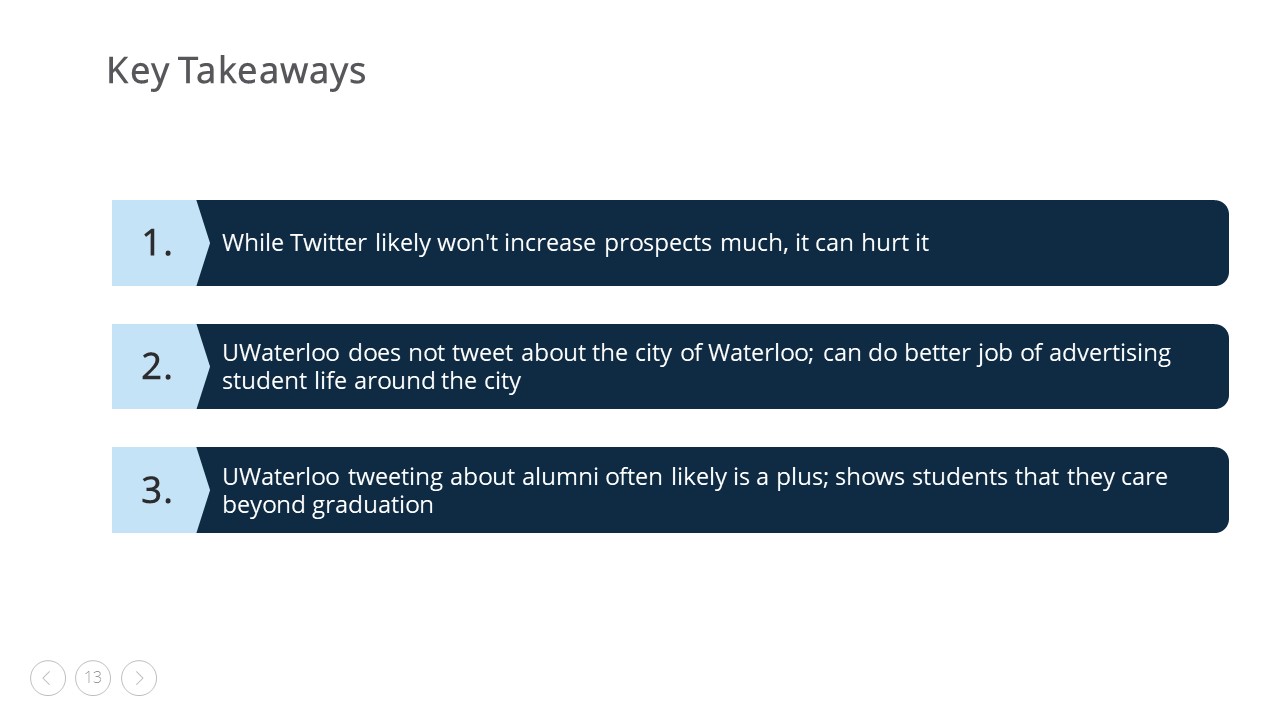 Key Takeaways
1.
While Twitter likely won't increase prospects much, it can hurt it
2.
UWaterloo does not tweet about the city of Waterloo; can do better job of advertising
student life around the city
3.
UWaterloo tweeting about alumni often likely is a plus; shows students that they care
beyond graduation
13